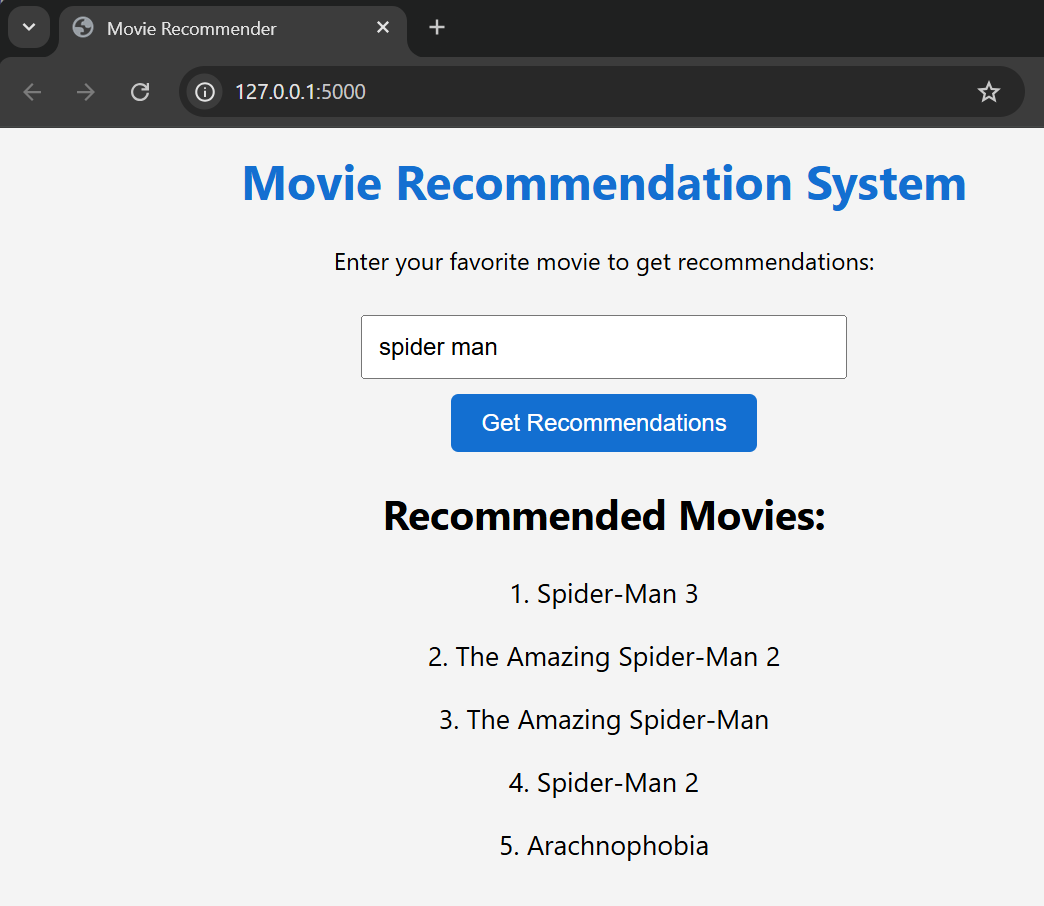 Movie Recommender
127.0.0.1:5000
Movie Recommendation System
Enter your favorite movie to get recommendations:
spider man
Get Recommendations
Recommended Movies:
1. Spider-Man 3
2. The Amazing Spider-Man 2
3. The Amazing Spider-Man
4. Spider-Man 2
5. Arachnophobia